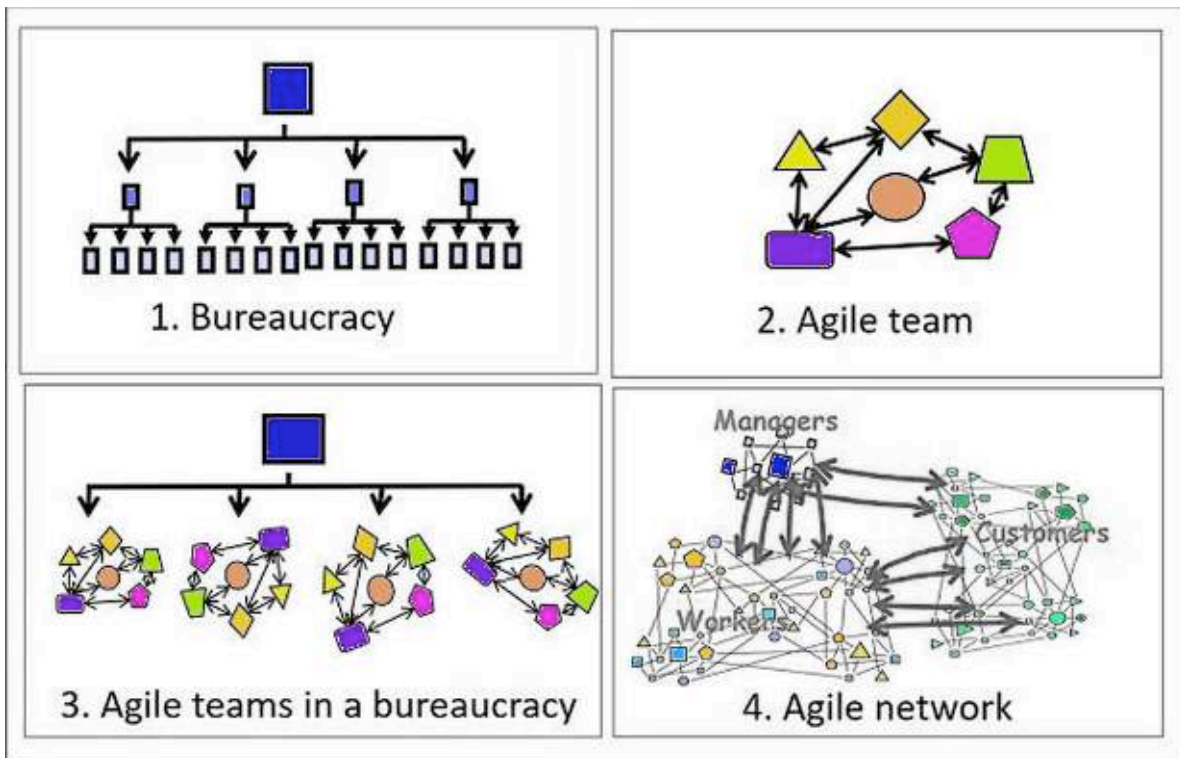 1. Bureaucracy
2. Agile team
3. Agile teams in a bureaucracy
Managers
Customers
Workers
4. Agile network